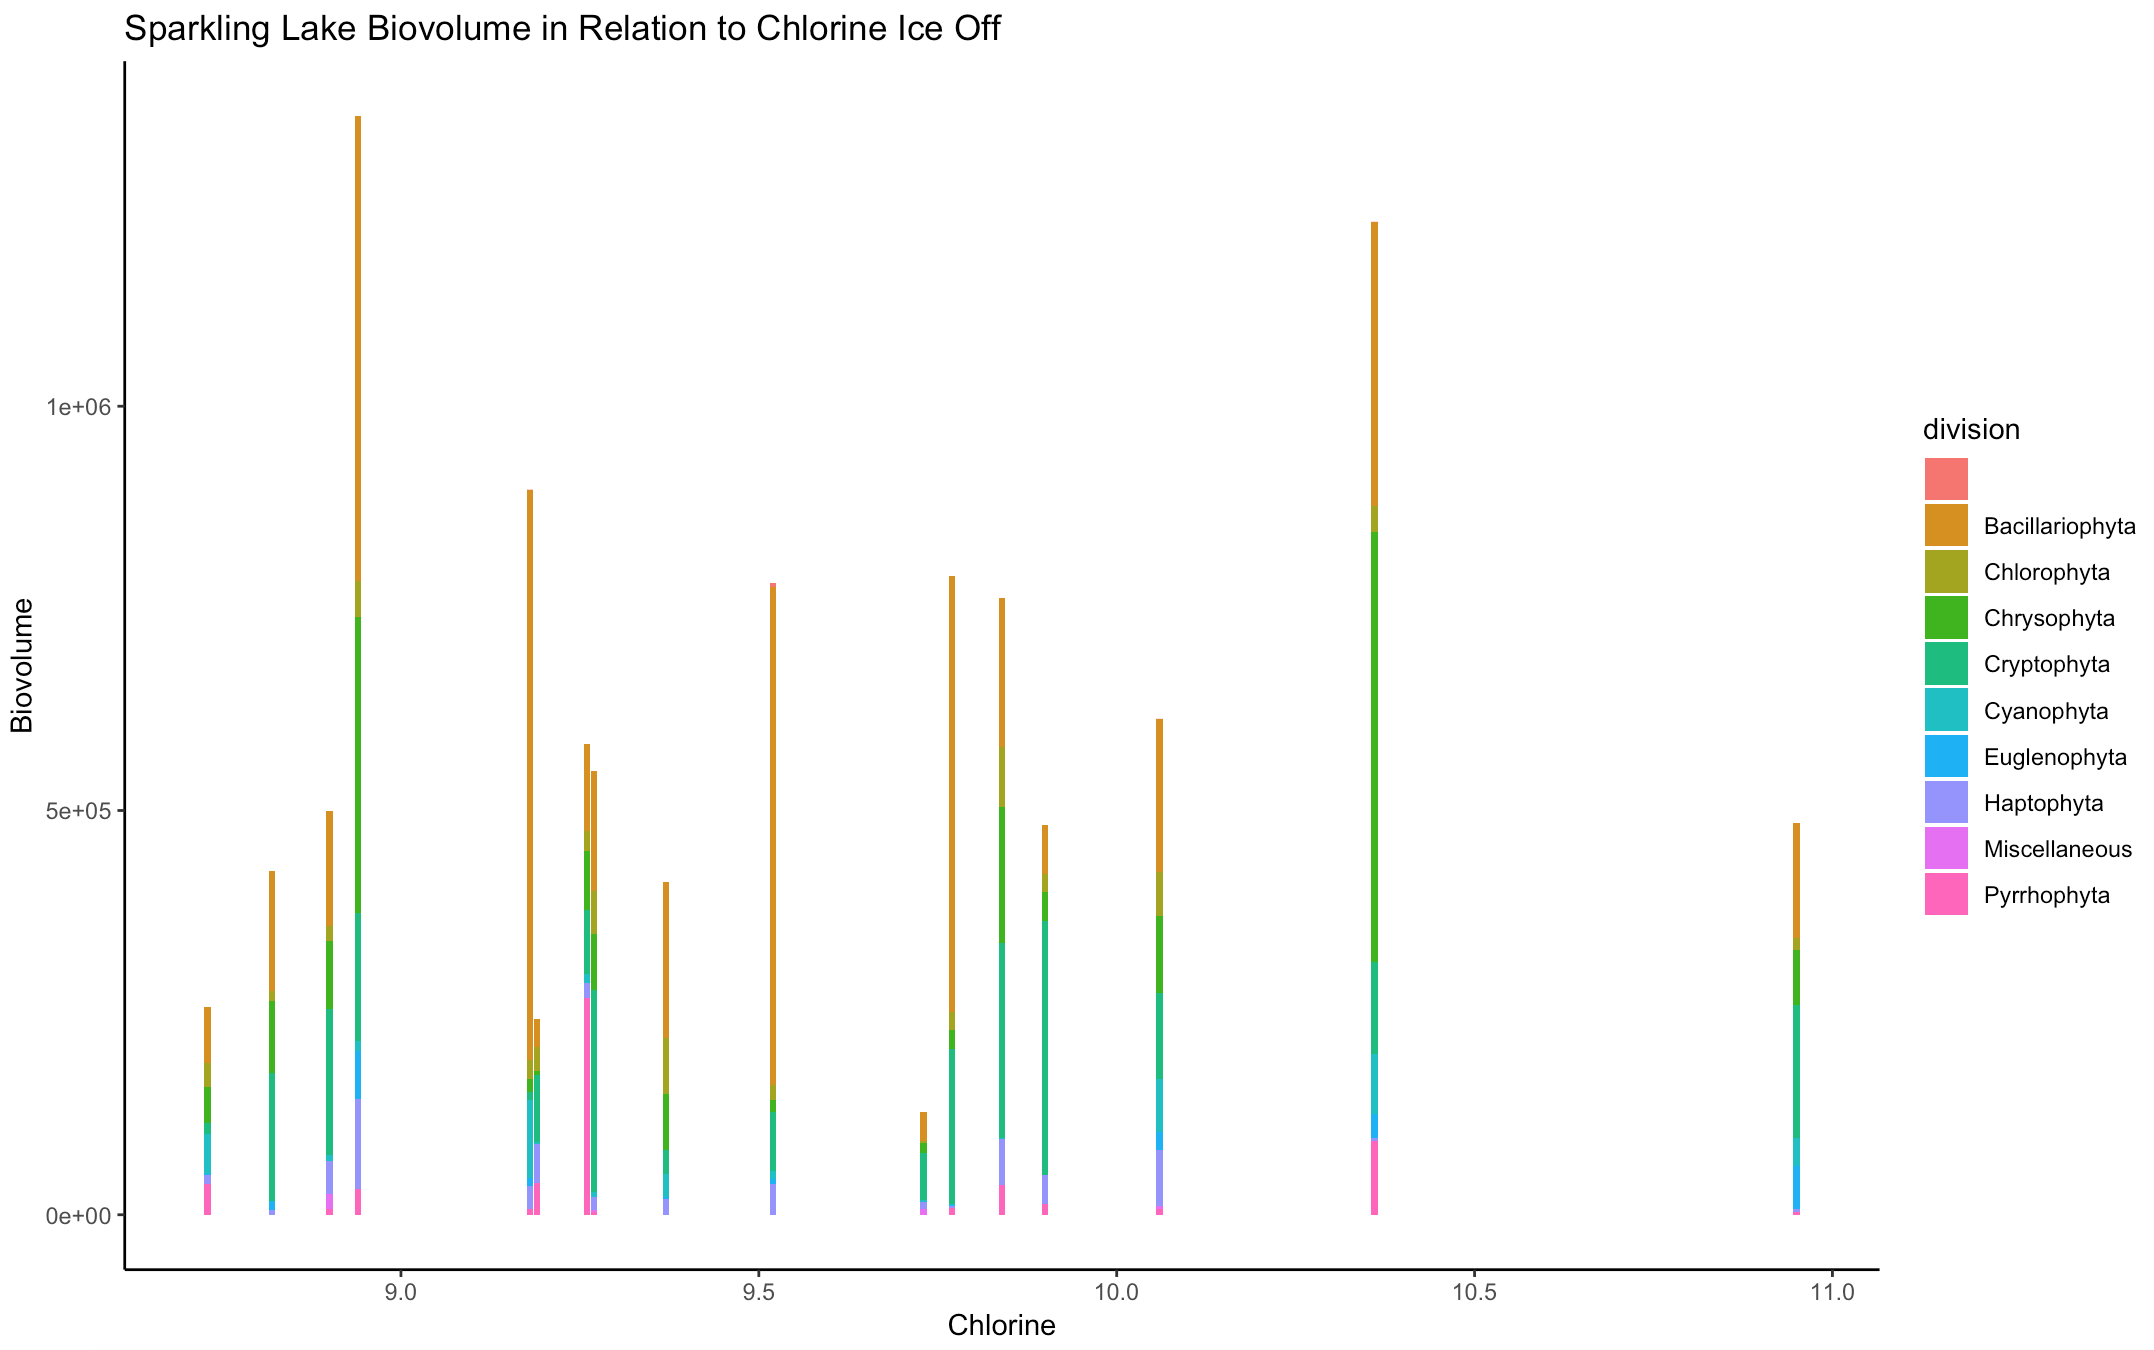 Sparkling Lake Biovolume in Relation to Chlorine Ice Off
Biovolume
1e+06
5e+05
0e+00
9.0
9.5
10.0
10.5
11.0
Chlorine
division
Bacillariophyta
Chlorophyta
Chrysophyta
Cryptophyta
Cyanophyta
Euglenophyta
Haptophyta
Miscellaneous
Pyrrhophyta